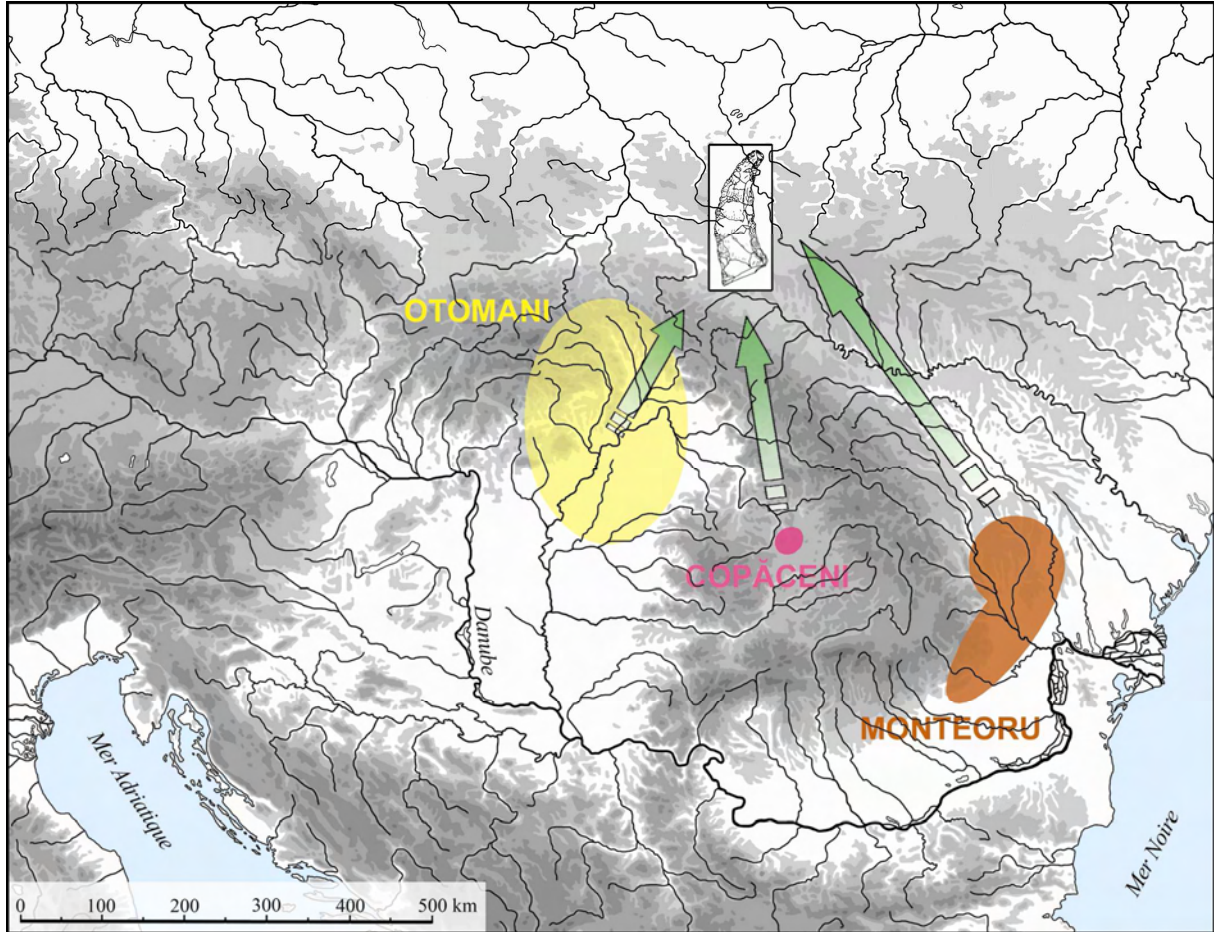 OTOMANI
COPĂCENI
MONTEORU
Danube
Mer Adriatique
Mer Noire
0 100 200 300 400 500 km